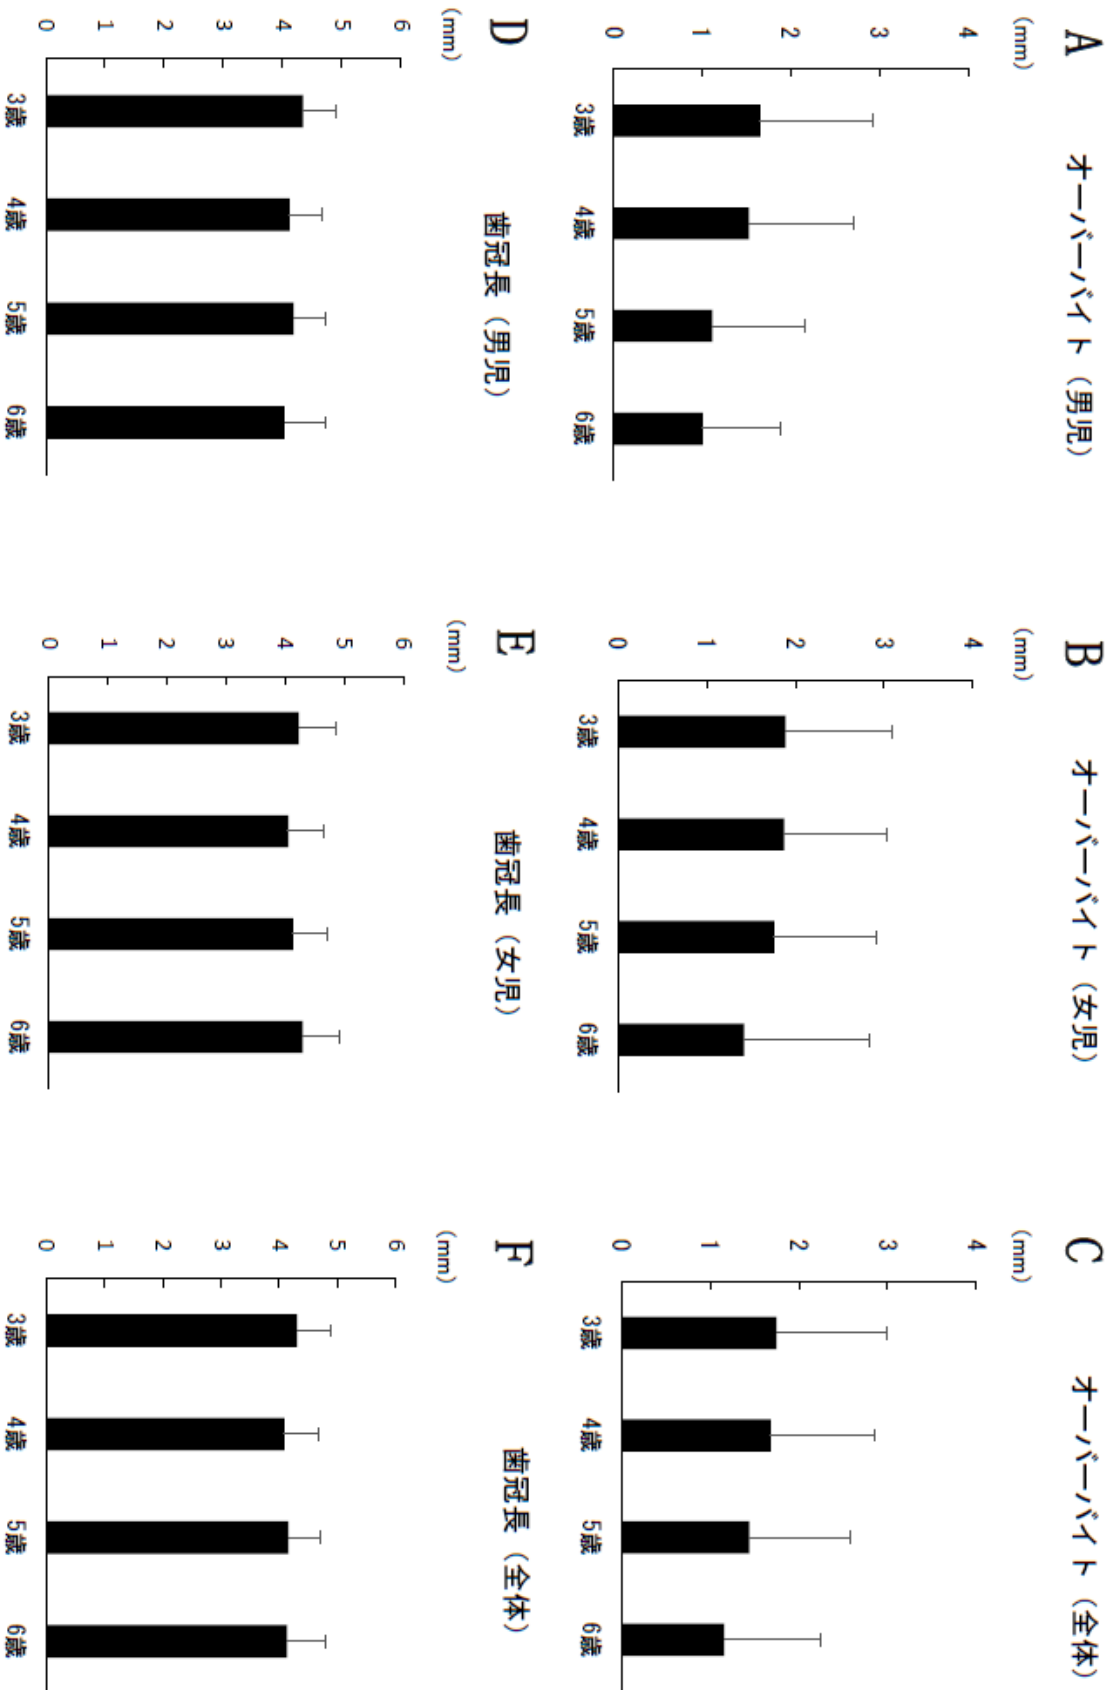 A オーバーバイト（男児）
(mm)
4
3
2
1
0
3歳 4歳 5歳 6歳
B オーバーバイト（女児）
(mm)
4
3
2
1
0
3歳 4歳 5歳 6歳
C オーバーバイト（全体）
(mm)
4
3
2
1
0
3歳 4歳 5歳 6歳
D 歯冠長（男児）
(mm)
6
5
4
3
2
1
0
3歳 4歳 5歳 6歳
E 歯冠長（女児）
(mm)
6
5
4
3
2
1
0
3歳 4歳 5歳 6歳
F 歯冠長（全体）
(mm)
6
5
4
3
2
1
0
3歳 4歳 5歳 6歳